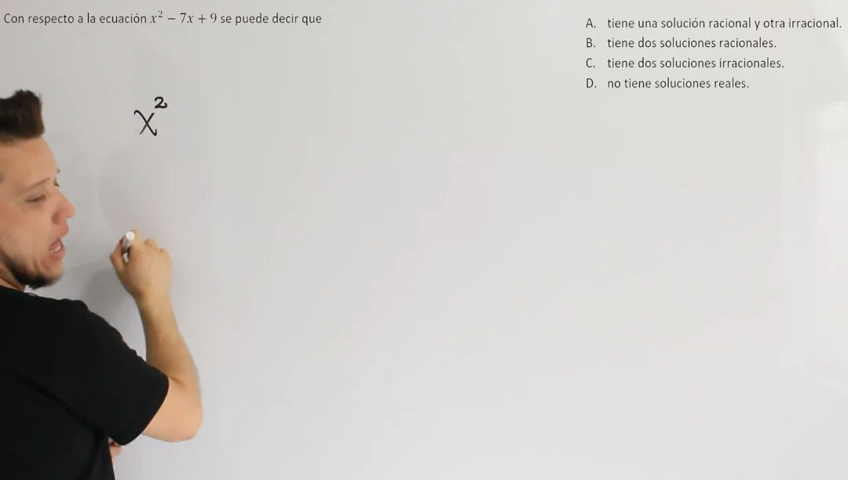 Con respecto a la ecuación x² − 7x + 9 se puede decir que
A. tiene una solución racional y otra irracional.
B. tiene dos soluciones racionales.
C. tiene dos soluciones irracionales.
D. no tiene soluciones reales.
x²